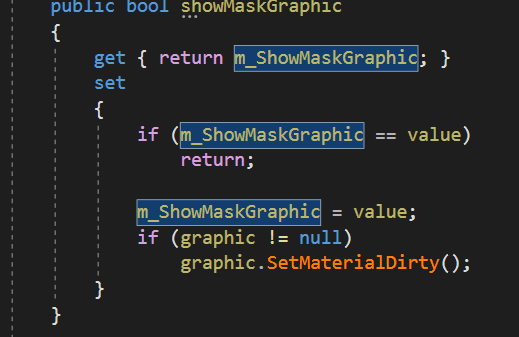 public bool showMaskGraphic
{
get { return m_ShowMaskGraphic; }
set
{
if (m_ShowMaskGraphic == value)
return;
m_ShowMaskGraphic = value;
if (graphic != null)
graphic.SetMaterialDirty();
}
}